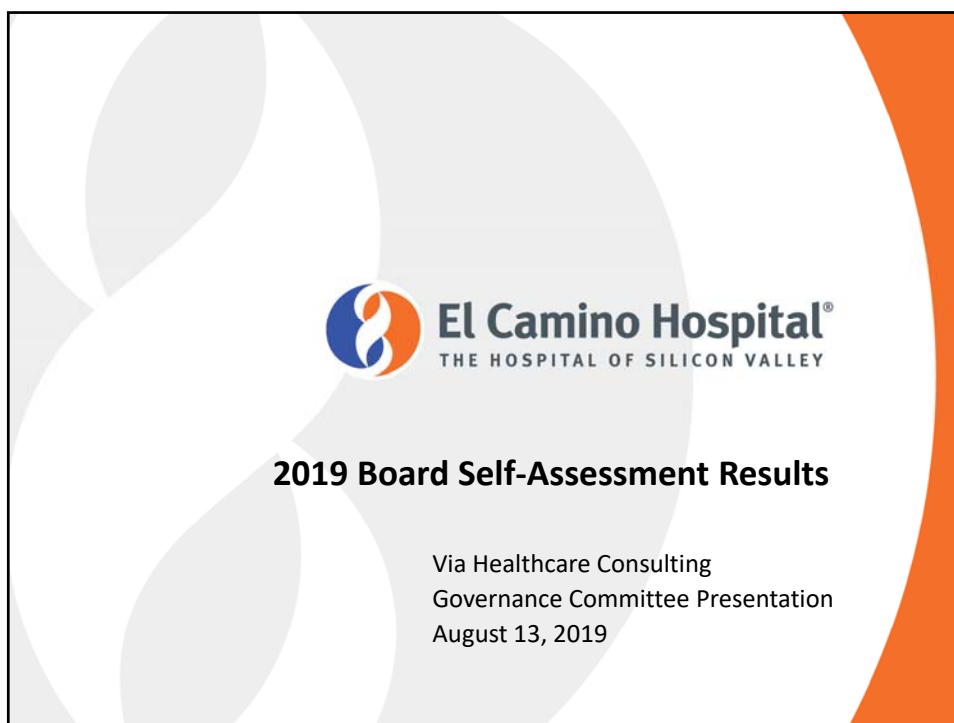 El Camino Hospital®
THE HOSPITAL OF SILICON VALLEY
2019 Board Self-Assessment Results
Via Healthcare Consulting
Governance Committee Presentation
August 13, 2019